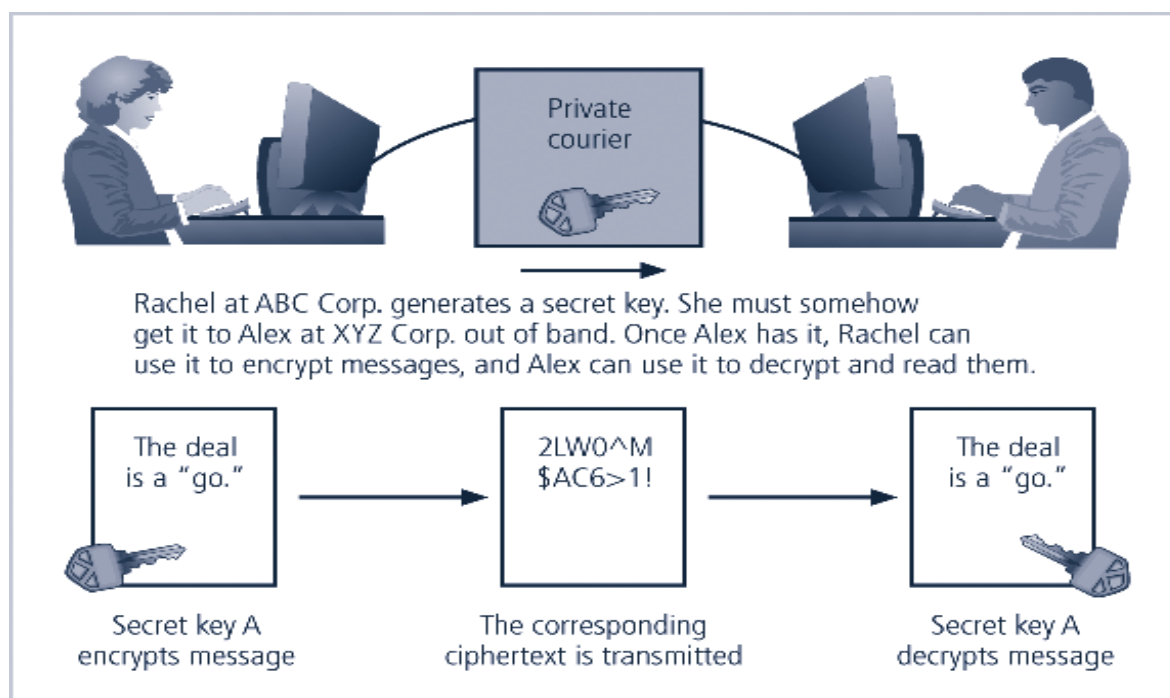 Private
courier
Rachel at ABC Corp. generates a secret key. She must somehow
get it to Alex at XYZ Corp. out of band. Once Alex has it, Rachel can
use it to encrypt messages, and Alex can use it to decrypt and read them.
The deal
is a “go.”
2LW0^M
$AC6>1!
The deal
is a “go.”
Secret key A
encrypts message
The corresponding
ciphertext is transmitted
Secret key A
decrypts message